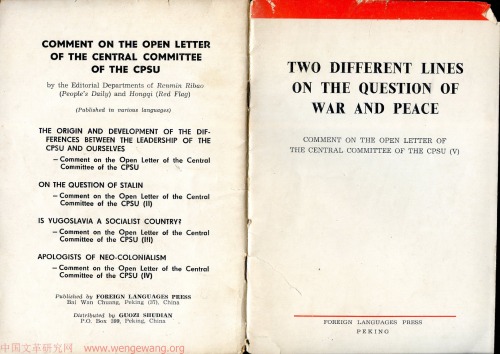 COMMENT ON THE OPEN LETTER
OF THE CENTRAL COMMITTEE
OF THE CPSU
by the Editorial Departments of Renmin Ribao
(People's Daily) and Hongqi (Red Flag)
(Published in various languages)
THE ORIGIN AND DEVELOPMENT OF THE DIF-
FERENCES BETWEEN THE LEADERSHIP OF THE
CPSU AND OURSELVES
—Comment on the Open Letter of the Central
Committee of the CPSU
ON THE QUESTION OF STALIN
—Comment on the Open Letter of the Central
Committee of the CPSU (II)
IS YUGOSLAVIA A SOCIALIST COUNTRY?
—Comment on the Open Letter of the Central
Committee of the CPSU (III)
APOLOGISTS OF NEO-COLONIALISM
—Comment on the Open Letter of the Central
Committee of the CPSU (IV)
Published by FOREIGN LANGUAGES PRESS
Bai Wan Chuang, Peking (37), China
Distributed by GUOZI SHUDIAN
P.O. Box 399, Peking, China
中国文革研究网 www.wengewang.org
TWO DIFFERENT LINES
ON THE QUESTION OF
WAR AND PEACE
COMMENT ON THE OPEN LETTER OF
THE CENTRAL COMMITTEE OF THE CPSU (V)
FOREIGN LANGUAGES PRESS
PEKING